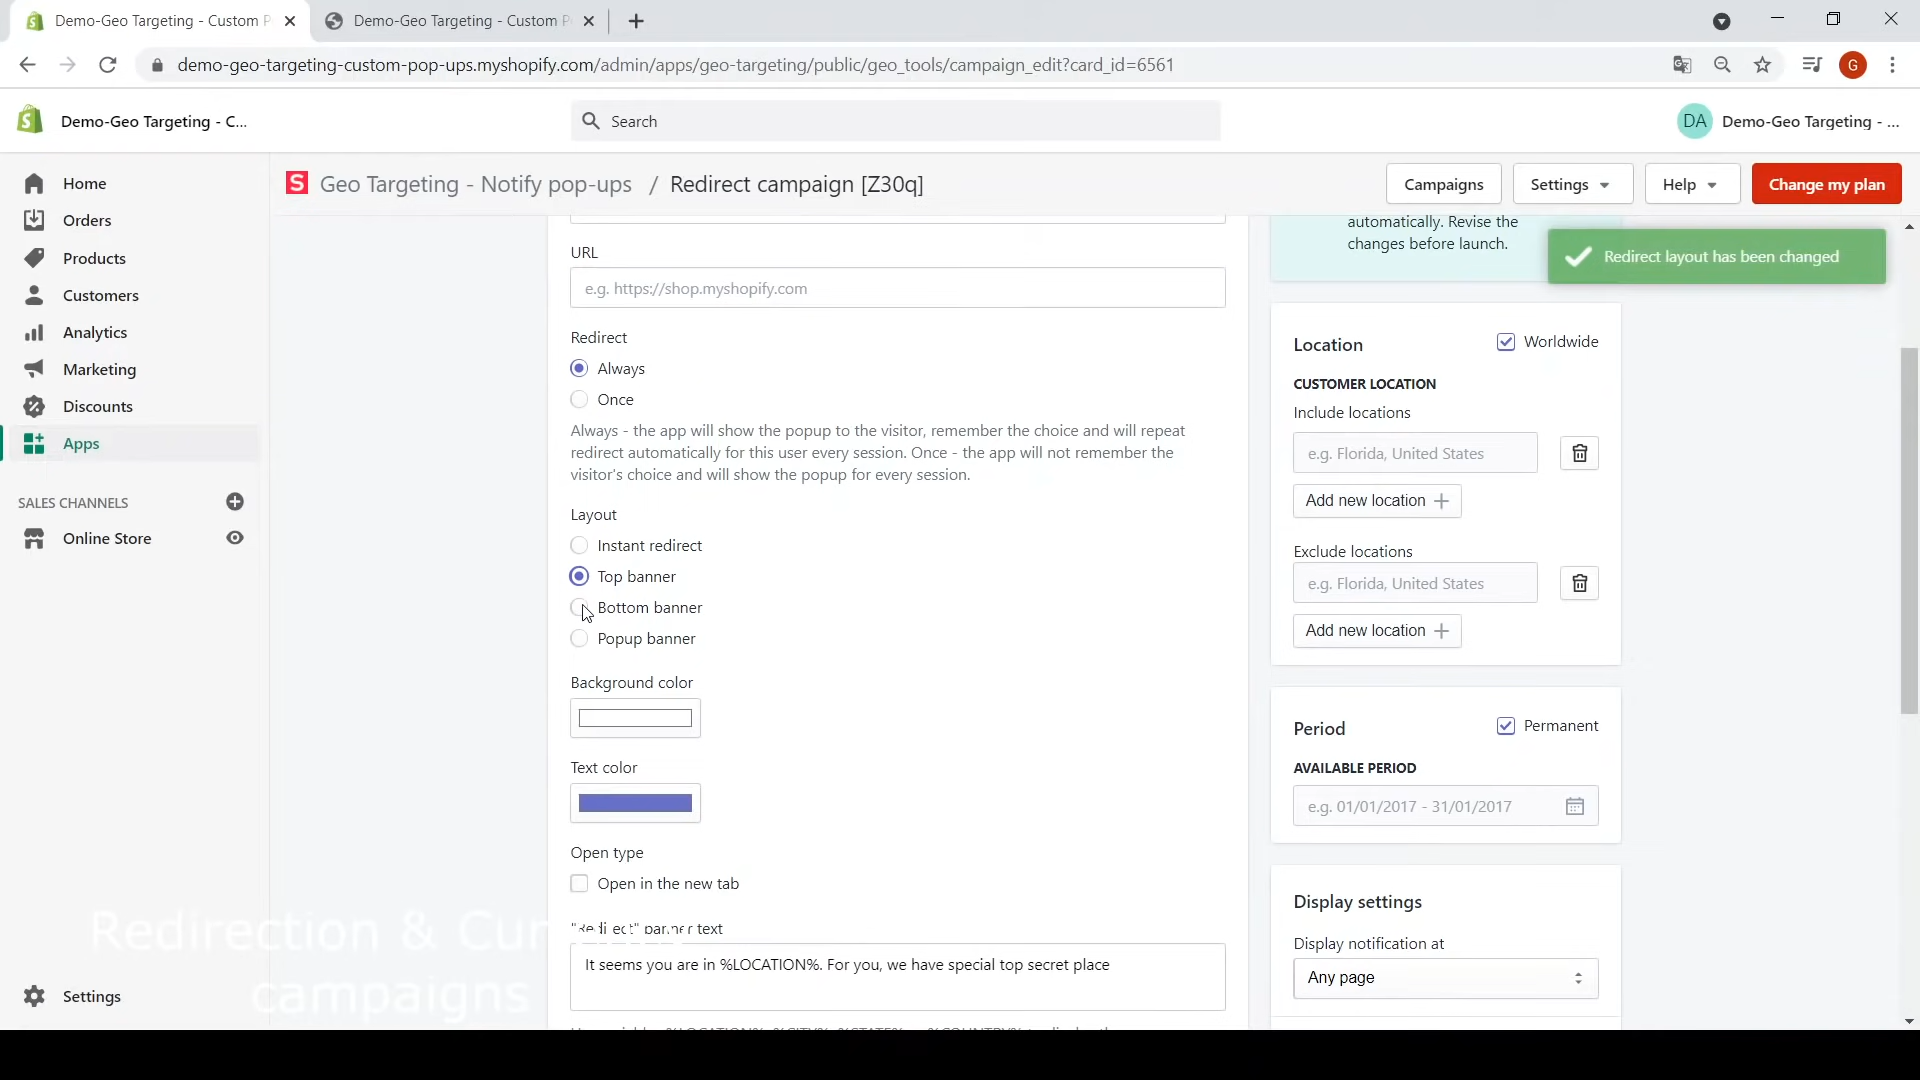 Demo-Geo Targeting - Custom P
Demo-Geo Targeting - Custom P
demo-geo-targeting-custom-pop-ups.myshopify.com/admin/apps/geo-targeting/public/geo_tools/campaign_edit?card_id=6561
G
Demo-Geo Targeting - C...
Search
DA Demo-Geo Targeting - ...
Home
Orders
Products
Customers
Analytics
Marketing
Discounts
Apps
SALES CHANNELS
Online Store
Settings
Geo Targeting - Notify pop-ups / Redirect campaign [Z30q]
Campaigns
Settings
Help
Change my plan
URL
e.g. https://shop.myshopify.com
Redirect
Always
Once
Always - the app will show the popup to the visitor, remember the choice and will repeat
redirect automatically for this user every session. Once - the app will not remember the
visitor's choice and will show the popup for every session.
Layout
Instant redirect
Top banner
Bottom banner
Popup banner
Background color
Text color
Open type
Open in the new tab
"Redirect" banner text
It seems you are in %LOCATION%. For you, we have special top secret place
automatically. Revise the
changes before launch.
Redirect layout has been changed
Location
Worldwide
CUSTOMER LOCATION
Include locations
e.g. Florida, United States
Add new location
Exclude locations
e.g. Florida, United States
Add new location
Period
Permanent
AVAILABLE PERIOD
e.g. 01/01/2017 - 31/01/2017
Display settings
Display notification at
Any page
Redirection & Cur
campaigns